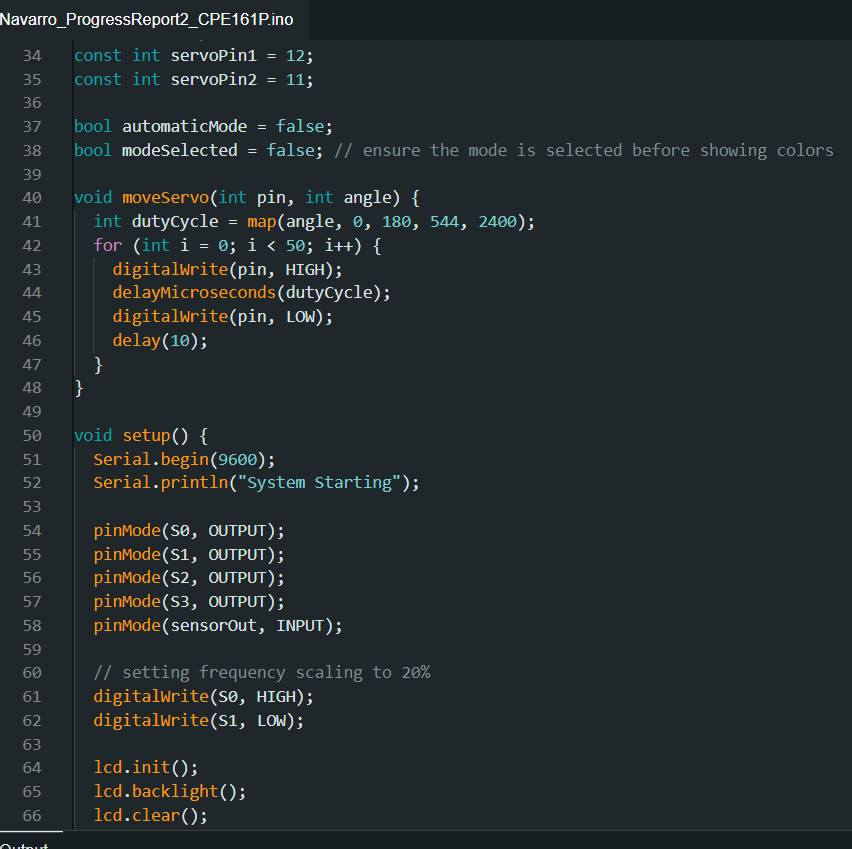 Navarro_ProgressReport2_CPE161P.ino
34 const int servoPin1 = 12;
35 const int servoPin2 = 11;
36
37 bool automaticMode = false;
38 bool modeSelected = false; // ensure the mode is selected before showing colors
39
40 void moveServo(int pin, int angle) {
41   int dutyCycle = map(angle, 0, 180, 544, 2400);
42   for (int i = 0; i < 50; i++) {
43     digitalWrite(pin, HIGH);
44     delayMicroseconds(dutyCycle);
45     digitalWrite(pin, LOW);
46     delay(10);
47   }
48 }
49
50 void setup() {
51   Serial.begin(9600);
52   Serial.println("System Starting");
53
54   pinMode(S0, OUTPUT);
55   pinMode(S1, OUTPUT);
56   pinMode(S2, OUTPUT);
57   pinMode(S3, OUTPUT);
58   pinMode(sensorOut, INPUT);
59
60   // setting frequency scaling to 20%
61   digitalWrite(S0, HIGH);
62   digitalWrite(S1, LOW);
63
64   lcd.init();
65   lcd.backlight();
66   lcd.clear();
Output